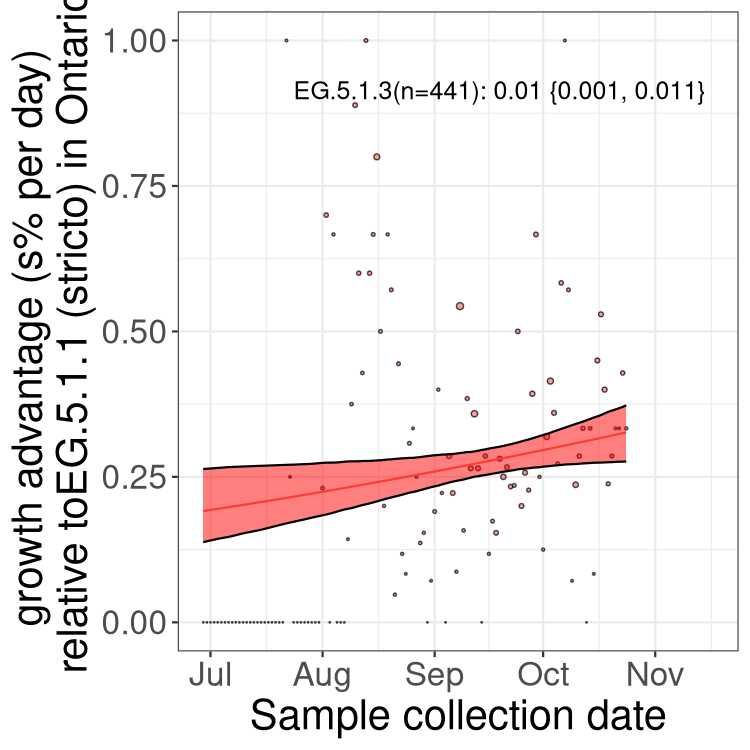 growth advantage (s% per day)
relative toEG.5.1.1 (stricto) in Ontario
1.00
0.75
0.50
0.25
0.00
EG.5.1.3(n=441): 0.01 {0.001, 0.011}
Jul Aug Sep Oct Nov
Sample collection date